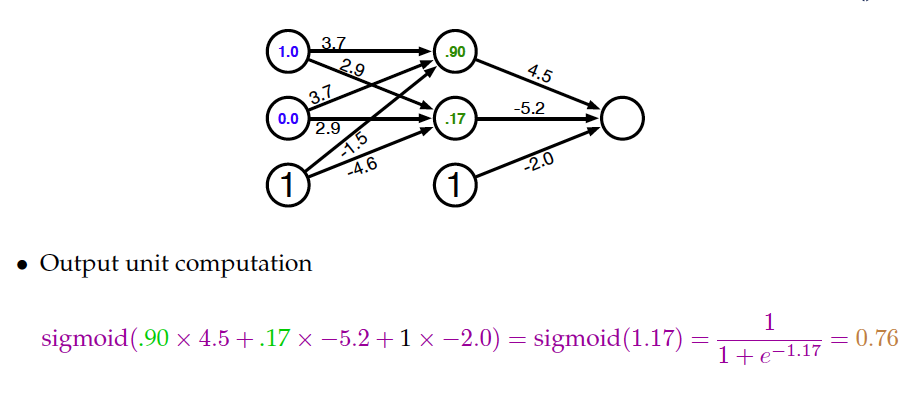 1.0 3.7 .90
2.9 4.5
3.7
0.0 2.9 .17 -5.2
-1.5
1 -4.6 1 -2.0
• Output unit computation
sigmoid(.90 × 4.5 + .17 × −5.2 + 1 × −2.0) = sigmoid(1.17) = 1 / (1 + e^−1.17) = 0.76